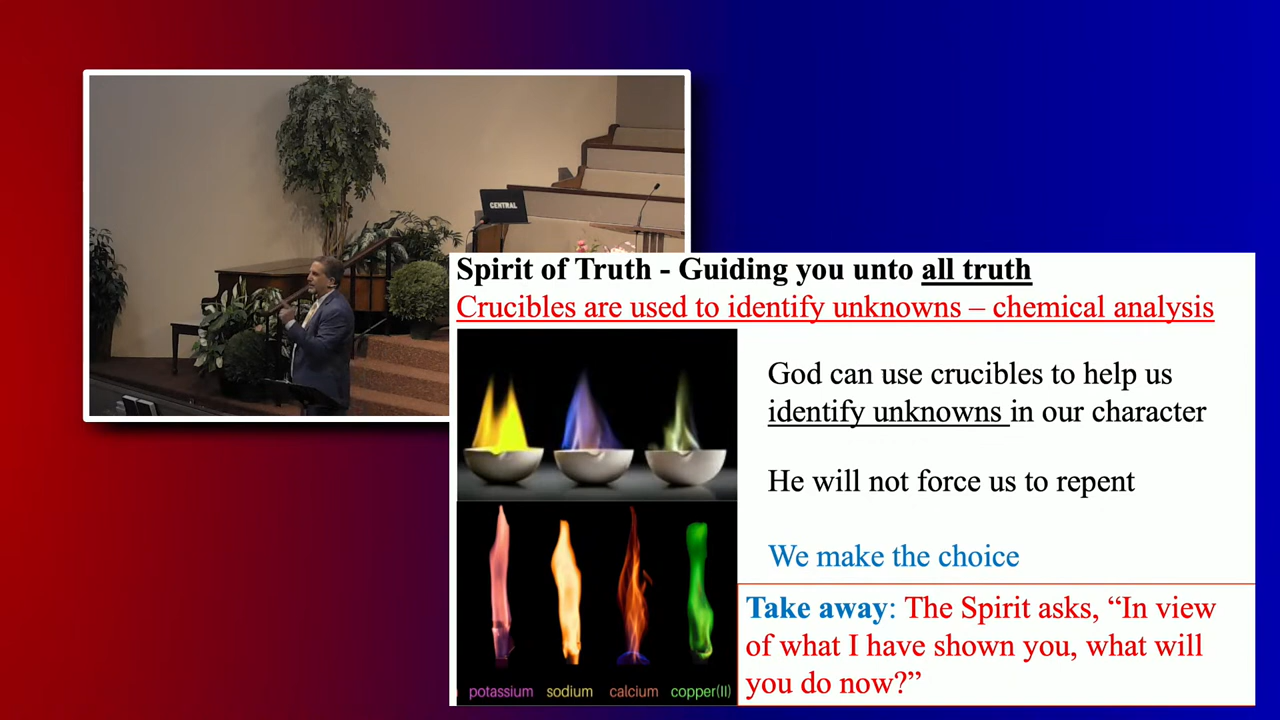 CENTRAL
Spirit of Truth - Guiding you unto all truth
Crucibles are used to identify unknowns – chemical analysis
God can use crucibles to help us
identify unknowns in our character
He will not force us to repent
We make the choice
Take away: The Spirit asks, “In view
of what I have shown you, what will
you do now?”
potassium sodium calcium copper(II)